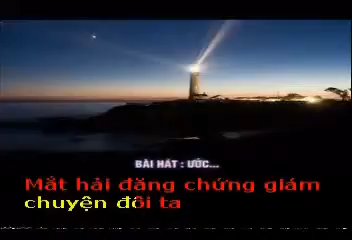 BÀI HÁT : ƯỚC...
Mắt hải đăng chứng giám
chuyện đôi ta